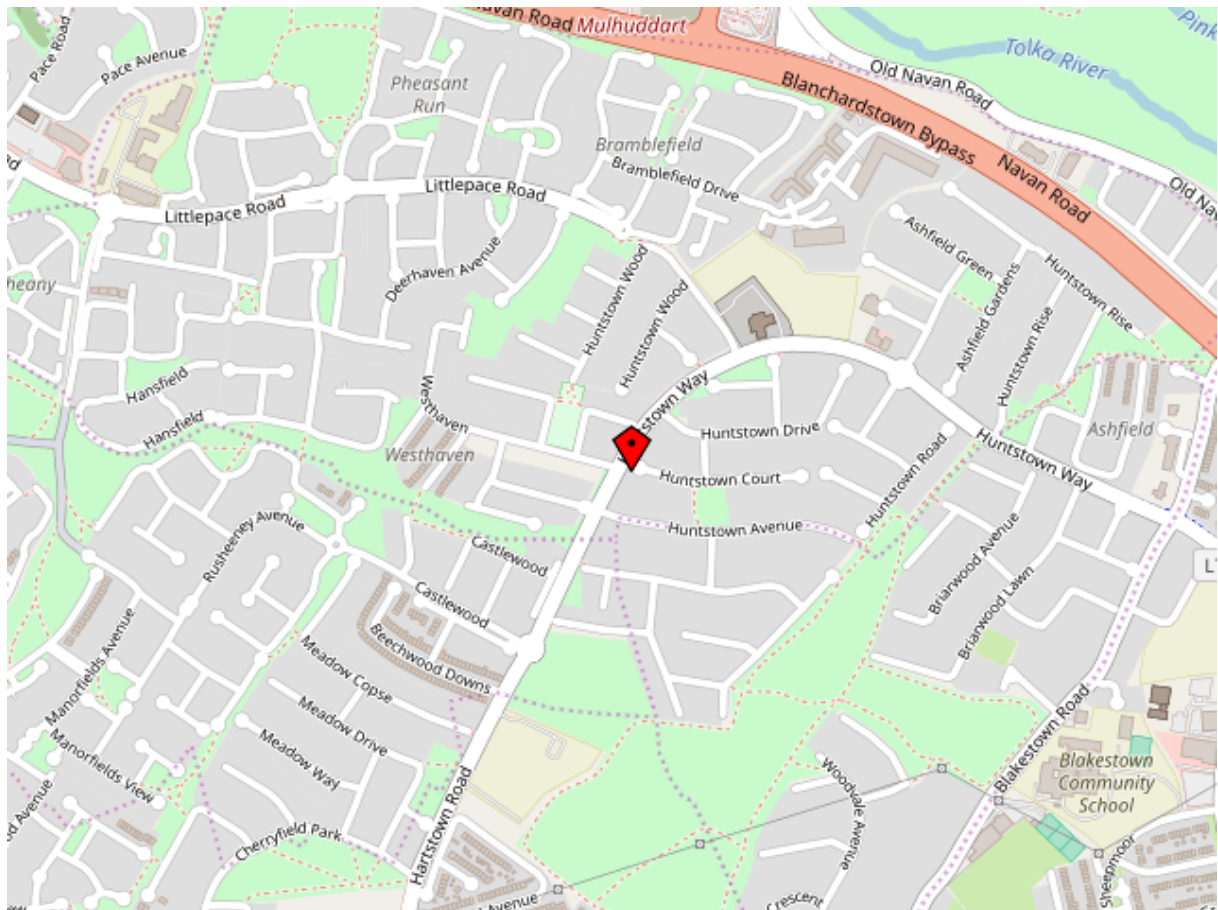 Navan Road
Mulhuddart
Pink
Tolka River
Old Navan Road
Pace Road
Pace Avenue
Pheasant
Run
Blanchardstown Bypass
Navan Road
Bramblefield
Bramblefield Drive
Littlepace Road
Littlepace Road
Ashfield Green
Deerhaven Avenue
Huntstown Wood
Huntstown Wood
Ashfield Gardens
Huntstown Rise
Huntstown Rise
heany
Hansfield
Hansfield
Westhaven
Westhaven
Huntstown Way
Huntstown Drive
Huntstown Court
Huntstown Road
Huntstown Way
Ashfield
Huntstown Avenue
Rusheeney Avenue
Castlewood
Castlewood
Briarwood Avenue
Briarwood Lawn
Beechwood Downs
Meadow Copse
Meadow Drive
Meadow Way
Manorfields Avenue
Manorfields View
Cherryfield Park
Hartstown Road
Woodvale Avenue
Blakestown Road
Blakestown
Community
School
Sheepmoor
Avenue
Avenue
Crescent